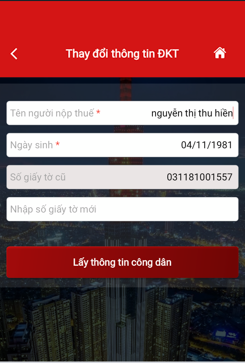 Thay đổi thông tin ĐKT
Tên người nộp thuế * nguyễn thị thu hiền
Ngày sinh * 04/11/1981
Số giấy tờ cũ 031181001557
Nhập số giấy tờ mới
Lấy thông tin công dân